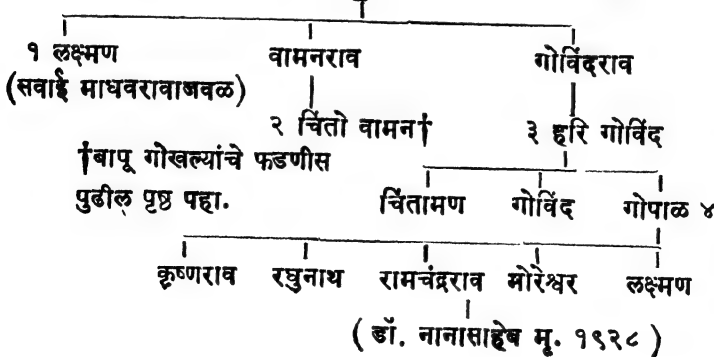 १ लक्ष्मण वामनराव गोविंदराव
(सवाई माधवरावाजवळ)
२ चिंतो वामन† ३ हरि गोविंद
†बापू गोखल्यांचे फडणीस
पुढील पृष्ठ पहा. चिंतामण गोविंद गोपाळ ४
कृष्णराव रघुनाथ रामचंद्रराव मोरेश्वर लक्ष्मण
( डॉ. नानासाहेब मृ. १९२८ )